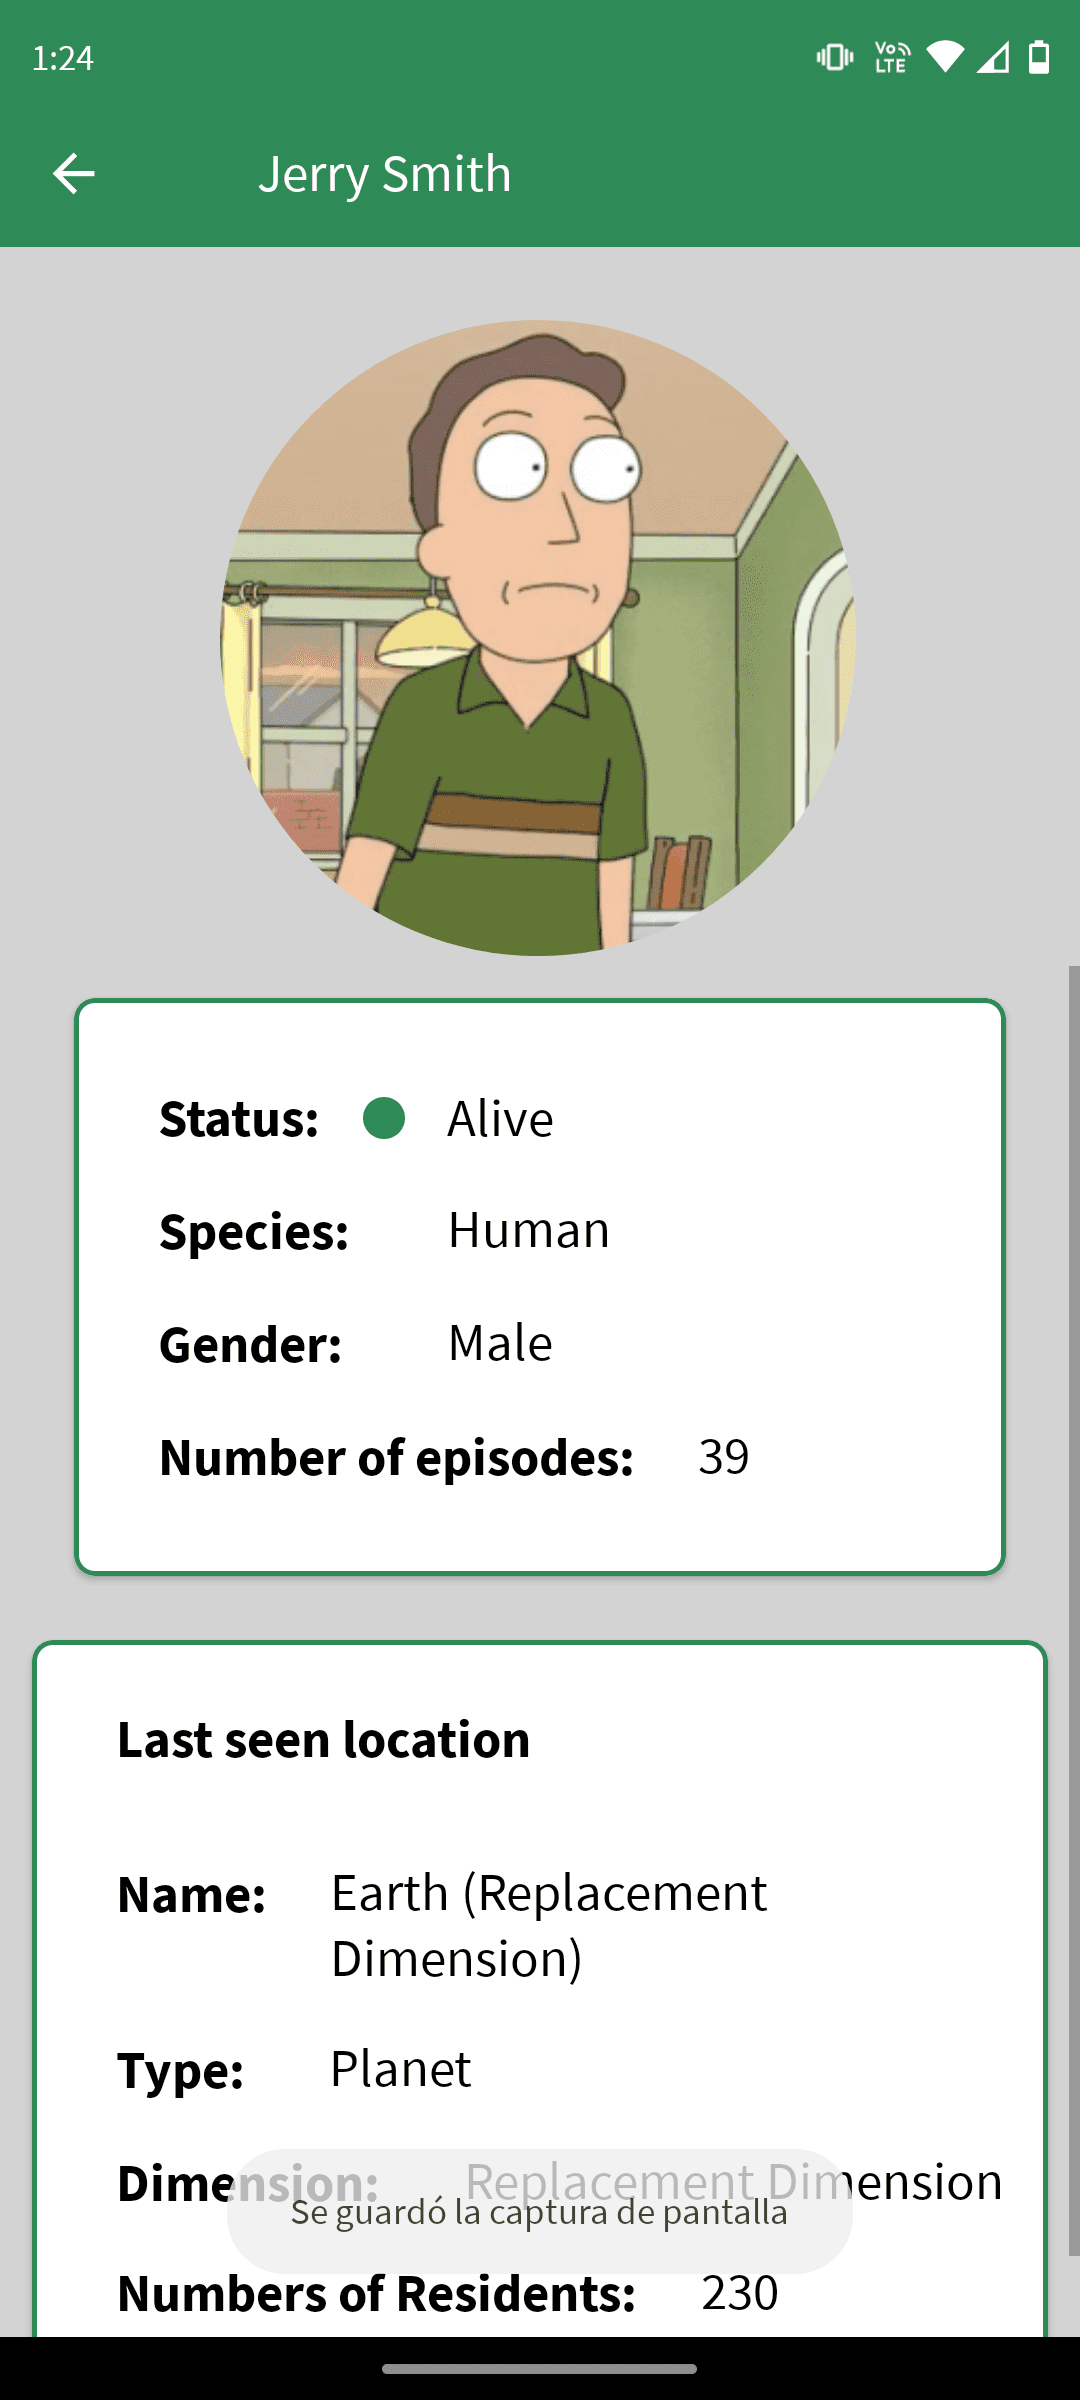 1:24
Vo LTE
Jerry Smith
Status: Alive
Species: Human
Gender: Male
Number of episodes: 39
Last seen location
Name: Earth (Replacement
Dimension)
Type: Planet
Dimension: Replacement Dimension
Se guardó la captura de pantalla
Numbers of Residents: 230